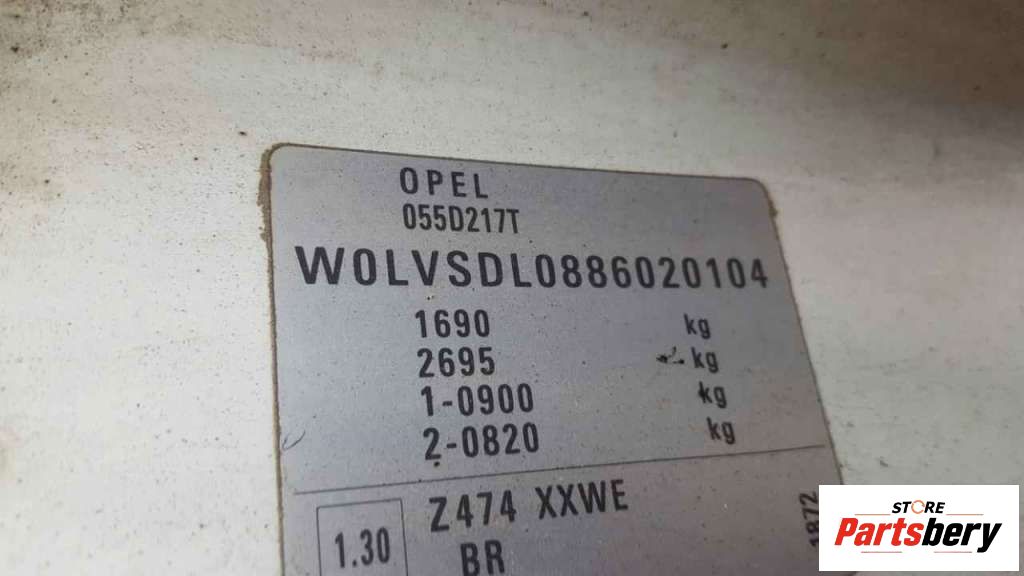 OPEL
055D217T
W0LVSDL0886020104
1690 kg
2695 kg
1-0900 kg
2-0820 kg
1.30 Z474 XXWE
BR
1872
STORE
Partsbery